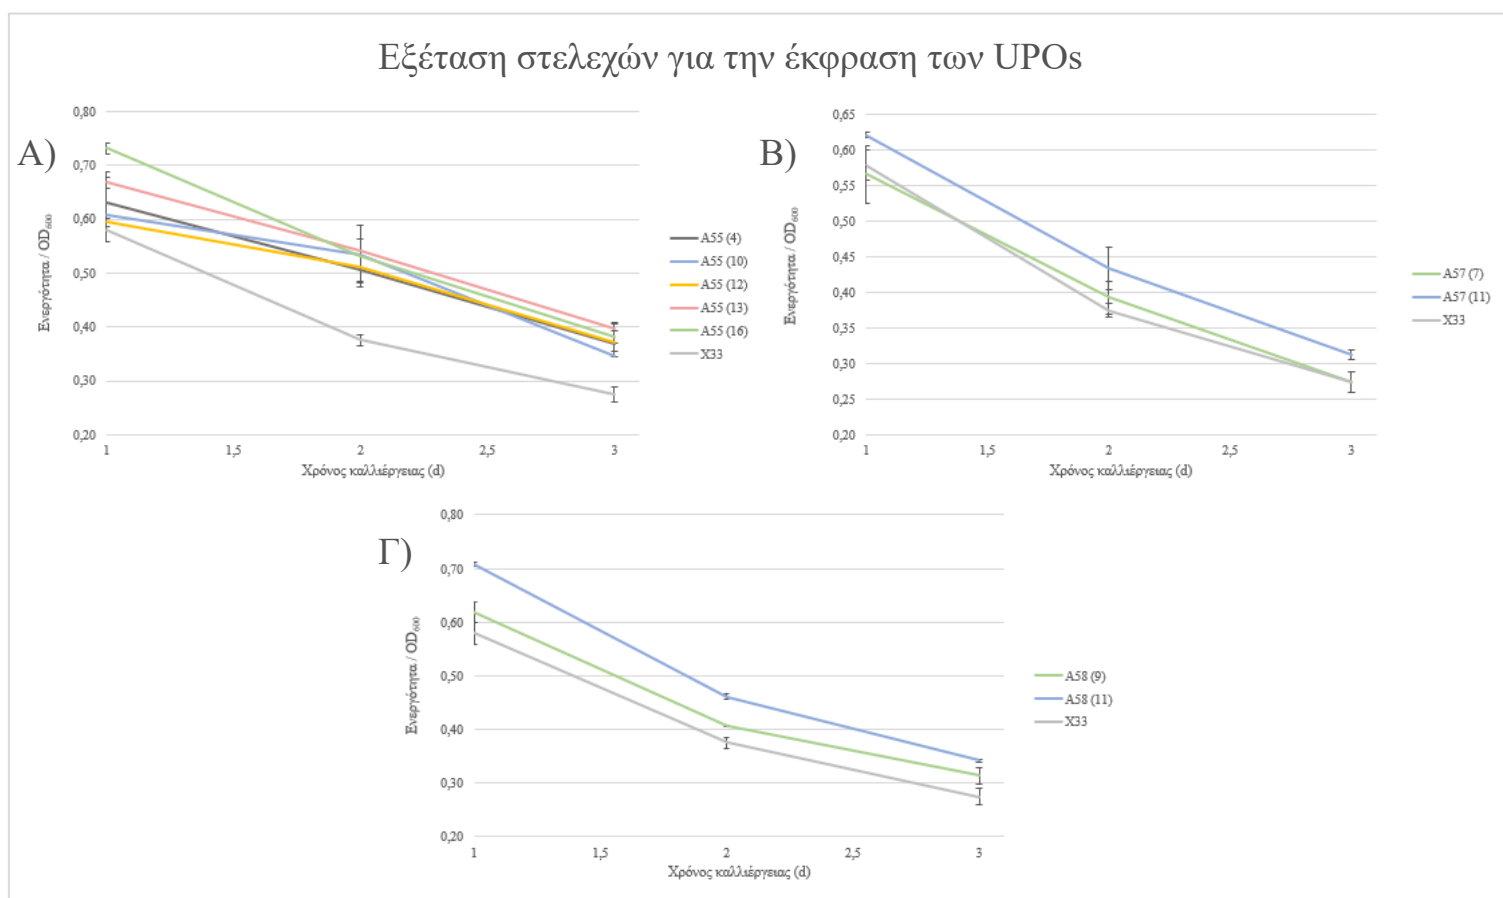 Εξέταση στελεχών για την έκφραση των UPOs
Α)
Ενεργότητα / OD₆₀₀
0,80
0,70
0,60
0,50
0,40
0,30
0,20
1
1,5
2
2,5
3
Χρόνος καλλιέργειας (d)
A55 (4)
A55 (10)
A55 (12)
A55 (13)
A55 (16)
X33
Β)
Ενεργότητα / OD₆₀₀
0,65
0,60
0,55
0,50
0,45
0,40
0,35
0,30
0,25
0,20
1
1,5
2
2,5
3
Χρόνος καλλιέργειας (d)
A57 (7)
A57 (11)
X33
Γ)
Ενεργότητα / OD₆₀₀
0,80
0,70
0,60
0,50
0,40
0,30
0,20
1
1,5
2
2,5
3
Χρόνος καλλιέργειας (d)
A58 (9)
A58 (11)
X33